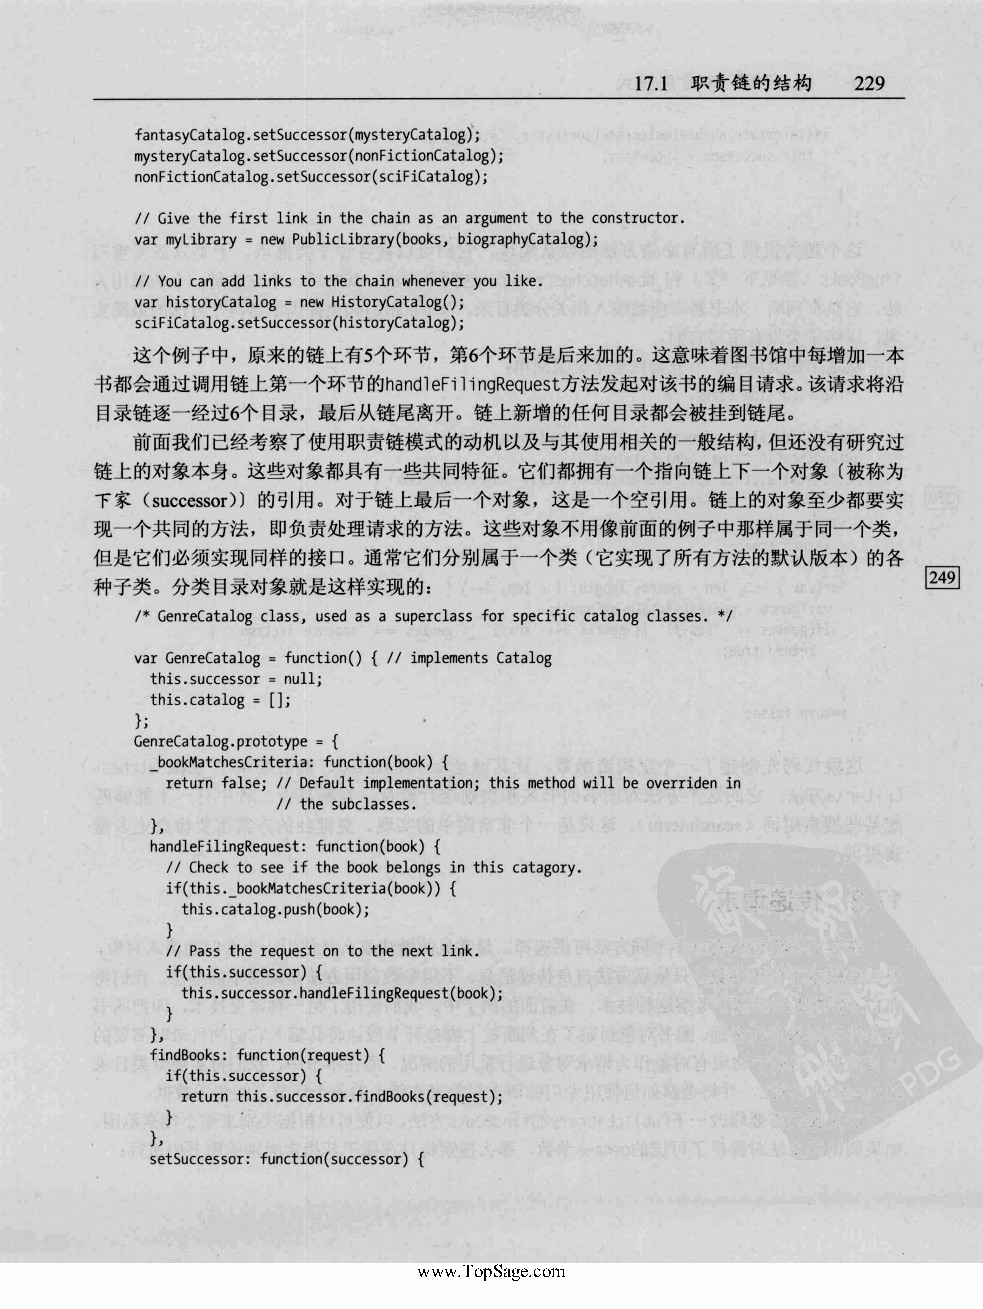 17.1 职责链的结构 229
fantasyCatalog.setSuccessor(mysteryCatalog);
mysteryCatalog.setSuccessor(nonFictionCatalog);
nonFictionCatalog.setSuccessor(sciFiCatalog);
// Give the first link in the chain as an argument to the constructor.
var myLibrary = new PublicLibrary(books, biographyCatalog);
// You can add links to the chain whenever you like.
var historyCatalog = new HistoryCatalog();
sciFiCatalog.setSuccessor(historyCatalog);
这个例子中，原来的链上有5个环节，第6个环节是后来加的。这意味着图书馆中每增加一本
书都会通过调用链上第一个环节的handleFilingRequest方法发起对该书的编目请求。该请求将沿
目录链逐一经过6个目录，最后从链尾离开。链上新增的任何目录都会被挂到链尾。
前面我们已经考察了使用职责链模式的动机以及与其使用相关的一般结构，但还没有研究过
链上的对象本身。这些对象都具有一些共同特征。它们都拥有一个指向链上下一个对象〔被称为
下家（successor）〕的引用。对于链上最后一个对象，这是一个空引用。链上的对象至少都要实
现一个共同的方法，即负责处理请求的方法。这些对象不用像前面的例子中那样属于同一个类，
但是它们必须实现同样的接口。通常它们分别属于一个类（它实现了所有方法的默认版本）的各
种子类。分类目录对象就是这样实现的：
249
/* GenreCatalog class, used as a superclass for specific catalog classes. */
var GenreCatalog = function() { // implements Catalog
this.successor = null;
this.catalog = [];
};
GenreCatalog.prototype = {
_bookMatchesCriteria: function(book) {
return false; // Default implementation; this method will be overriden in
// the subclasses.
},
handleFilingRequest: function(book) {
// Check to see if the book belongs in this catagory.
if(this._bookMatchesCriteria(book)) {
this.catalog.push(book);
}
// Pass the request on to the next link.
if(this.successor) {
this.successor.handleFilingRequest(book);
}
},
findBooks: function(request) {
if(this.successor) {
return this.successor.findBooks(request);
}
},
setSuccessor: function(successor) {
PDG
www.TopSage.com